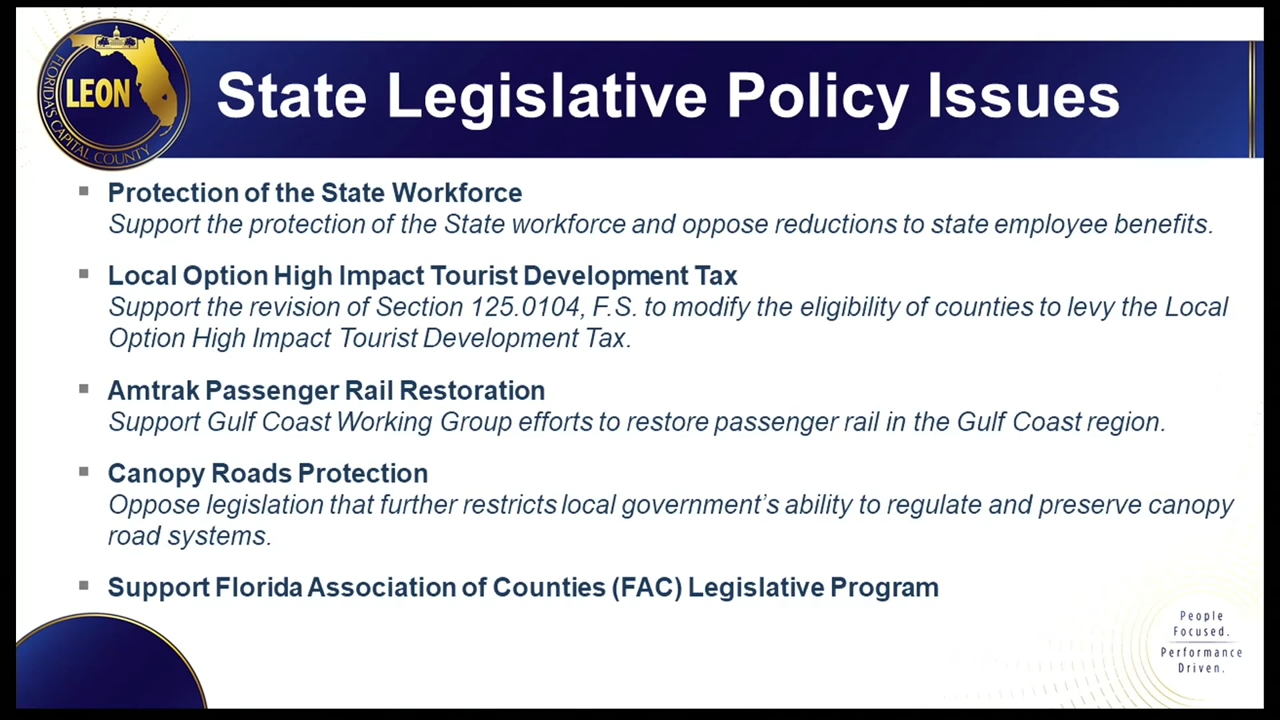 LEON
FLORIDA'S CAPITAL COUNTY
State Legislative Policy Issues
▪ Protection of the State Workforce
Support the protection of the State workforce and oppose reductions to state employee benefits.
▪ Local Option High Impact Tourist Development Tax
Support the revision of Section 125.0104, F.S. to modify the eligibility of counties to levy the Local
Option High Impact Tourist Development Tax.
▪ Amtrak Passenger Rail Restoration
Support Gulf Coast Working Group efforts to restore passenger rail in the Gulf Coast region.
▪ Canopy Roads Protection
Oppose legislation that further restricts local government’s ability to regulate and preserve canopy
road systems.
▪ Support Florida Association of Counties (FAC) Legislative Program
People
Focused.
Performance
Driven.